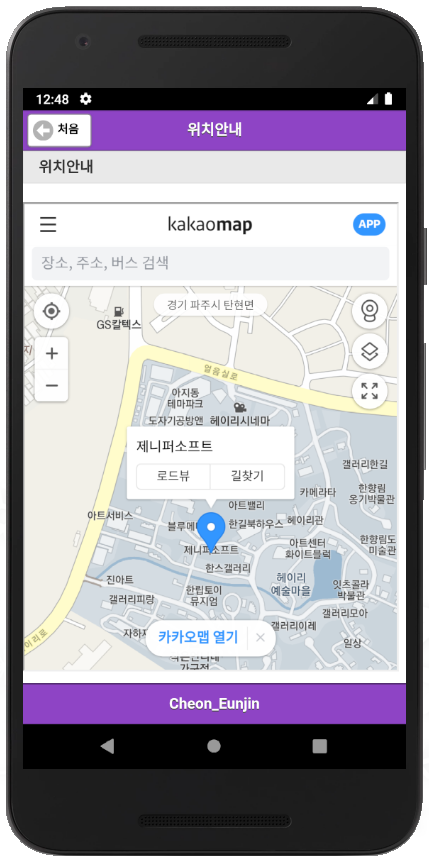 12:48
처음
위치안내
위치안내
kakaomap
APP
장소, 주소, 버스 검색
경기 파주시 탄현면
GS칼텍스
얼음실로
아지동
테마파크
도자기공방앤
헤이리시네마
제니퍼소프트
로드뷰
길찾기
갤러리한길
카메라타
한향림
옹기박물관
아트밸리
아트서비스
블루메
한길북하우스
헤이리관
제니퍼소프트
아트센터
화이트블럭
한향림도
미술관
한스갤러리
진아트
헤이리
예술마을
한립토이
뮤지엄
잇츠콜라
박물관
갤러리피랑
갤러리모아
갤러리이레
자하재
카카오맵 열기
일상
Cheon_Eunjin